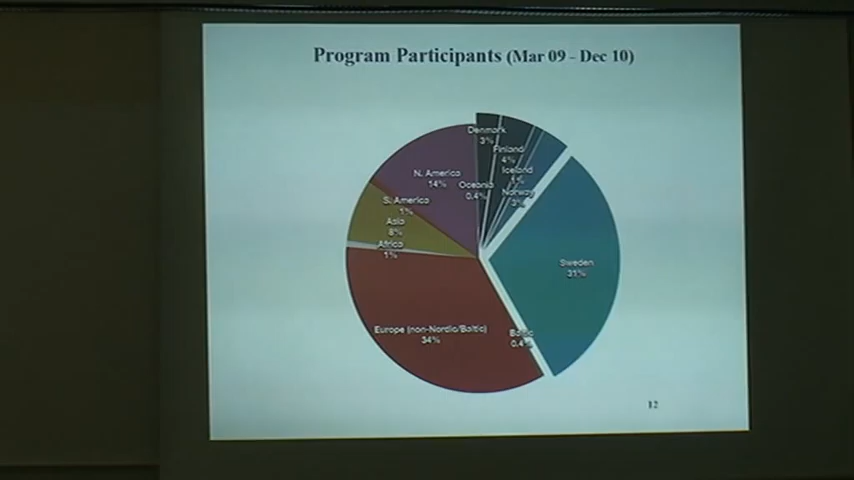 Program Participants (Mar 09 - Dec 10)
Denmark
3%
Finland
4%
Iceland
1%
Norway
3%
N. America
14%
Oceania
0.4%
S. America
1%
Asia
8%
Africa
1%
Sweden
31%
Europe (non-Nordic/Baltic)
34%
Baltic
0.4%
12